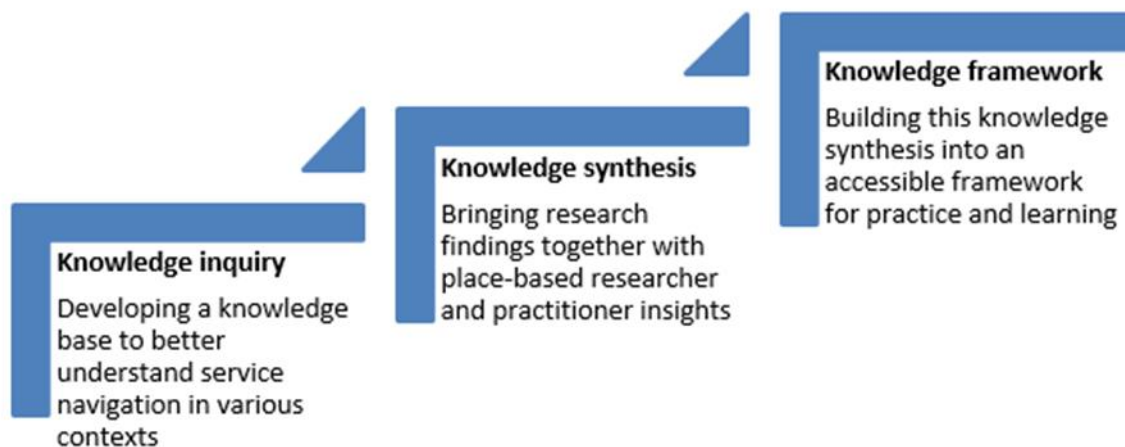 Knowledge inquiry
Developing a knowledge
base to better
understand service
navigation in various
contexts
Knowledge synthesis
Bringing research
findings together with
place-based researcher
and practitioner insights
Knowledge framework
Building this knowledge
synthesis into an
accessible framework
for practice and learning